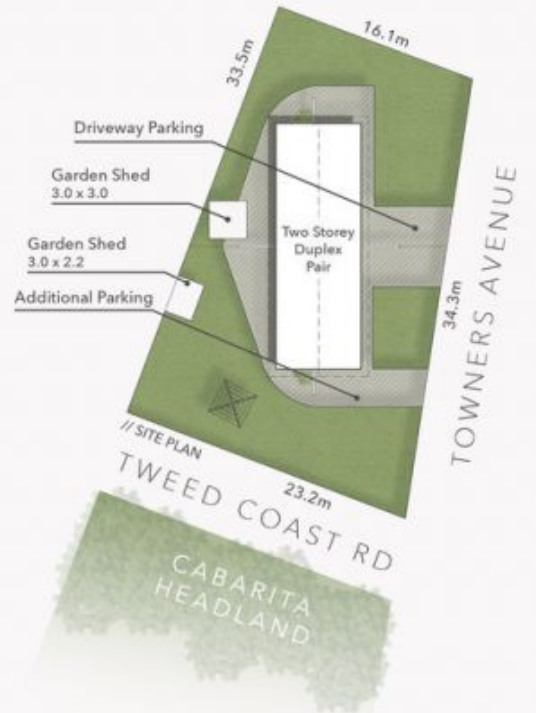 16.1m
33.5m
Driveway Parking
Garden Shed
3.0 x 3.0
Two Storey
Duplex
Pair
Garden Shed
3.0 x 2.2
Additional Parking
34.3m
TOWNERS AVENUE
// SITE PLAN
23.2m
TWEED COAST RD
CABARITA
HEADLAND